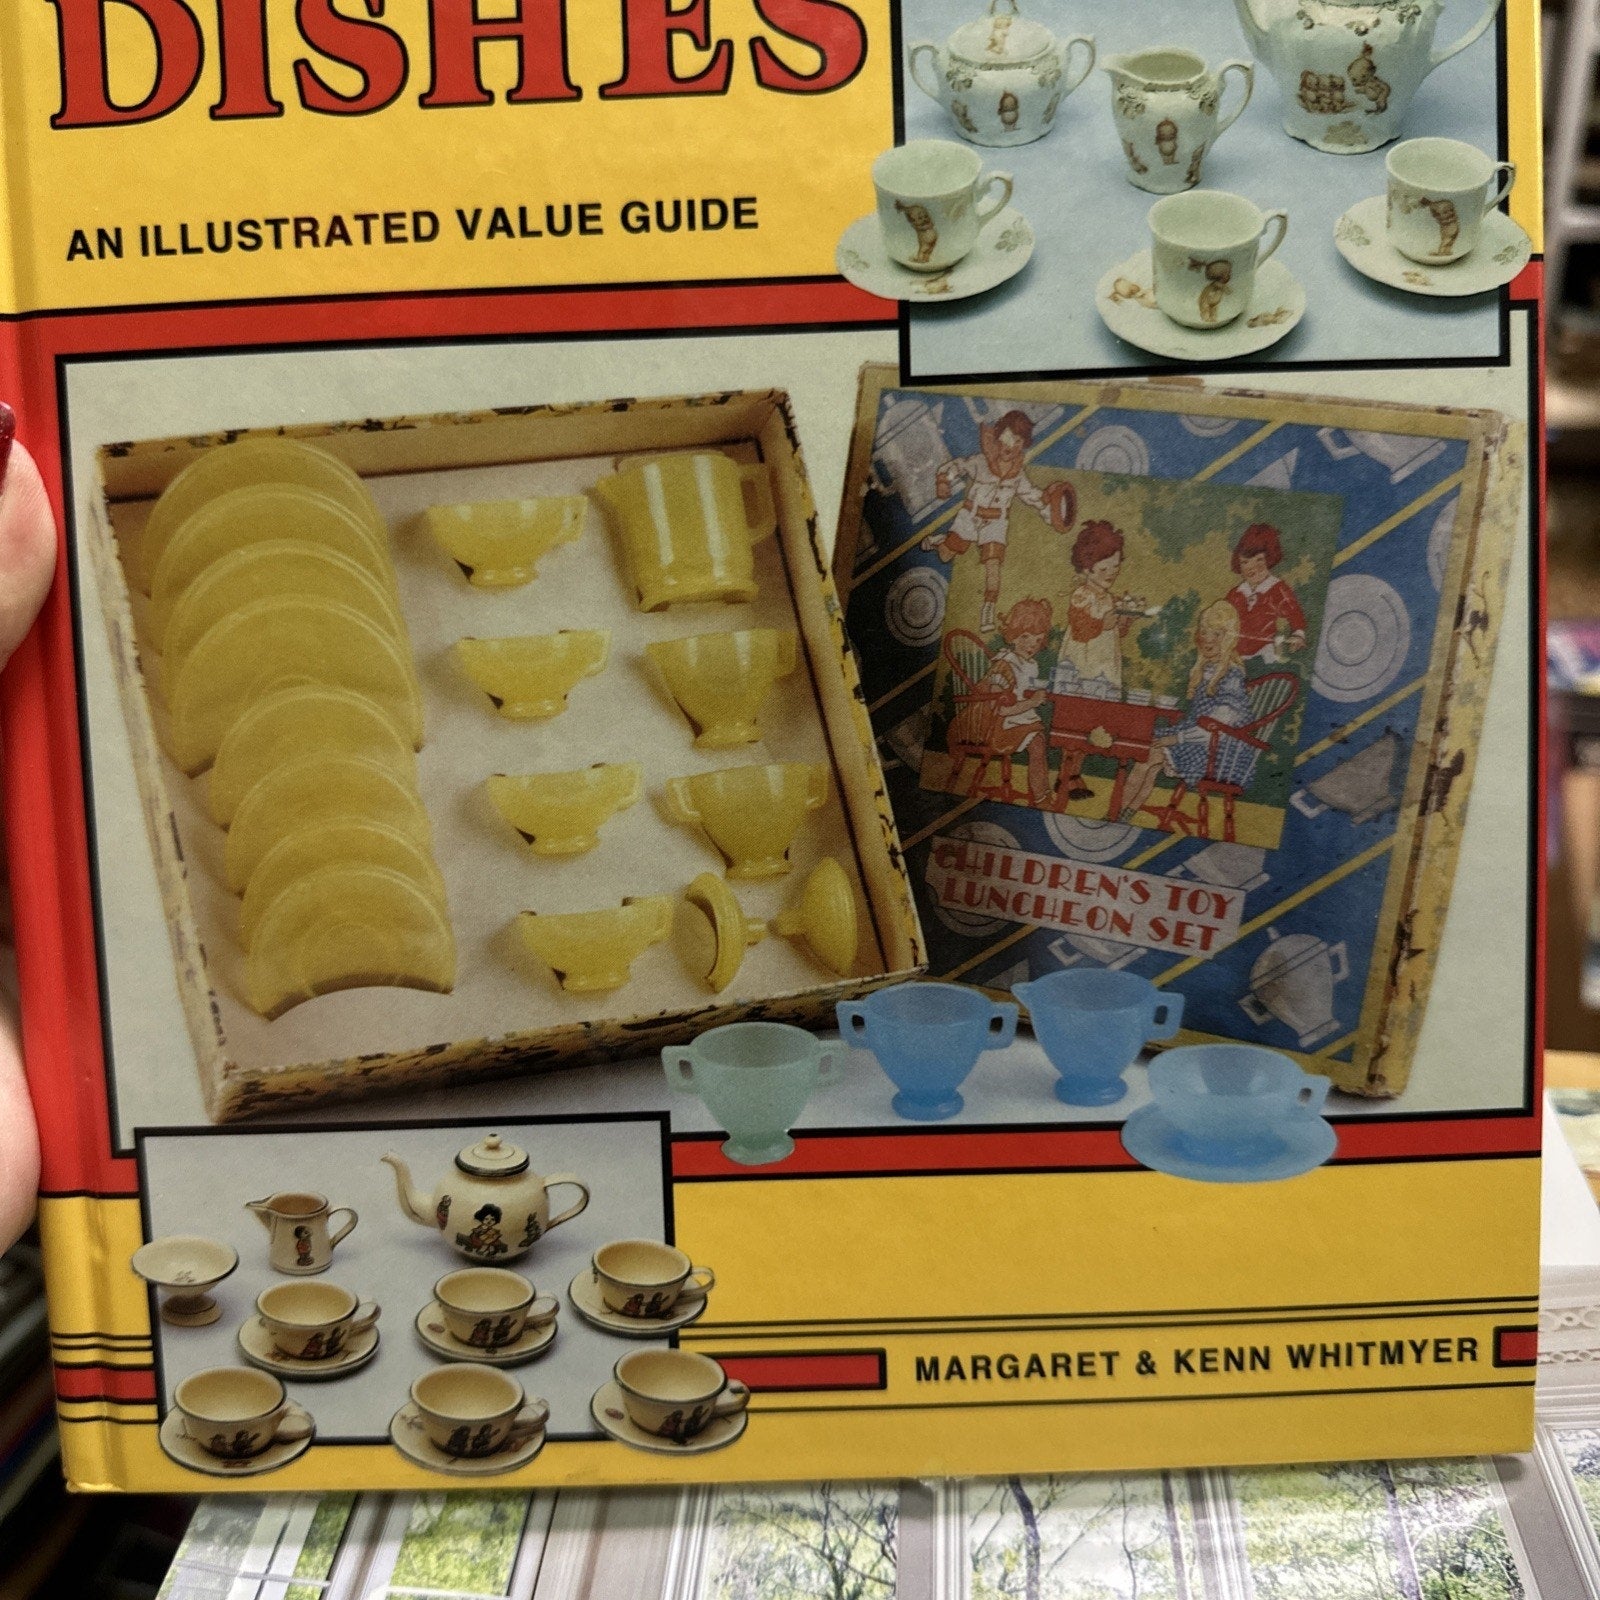 DISHES
AN ILLUSTRATED VALUE GUIDE
CHILDREN'S TOY
LUNCHEON SET
MARGARET & KENN WHITMYER